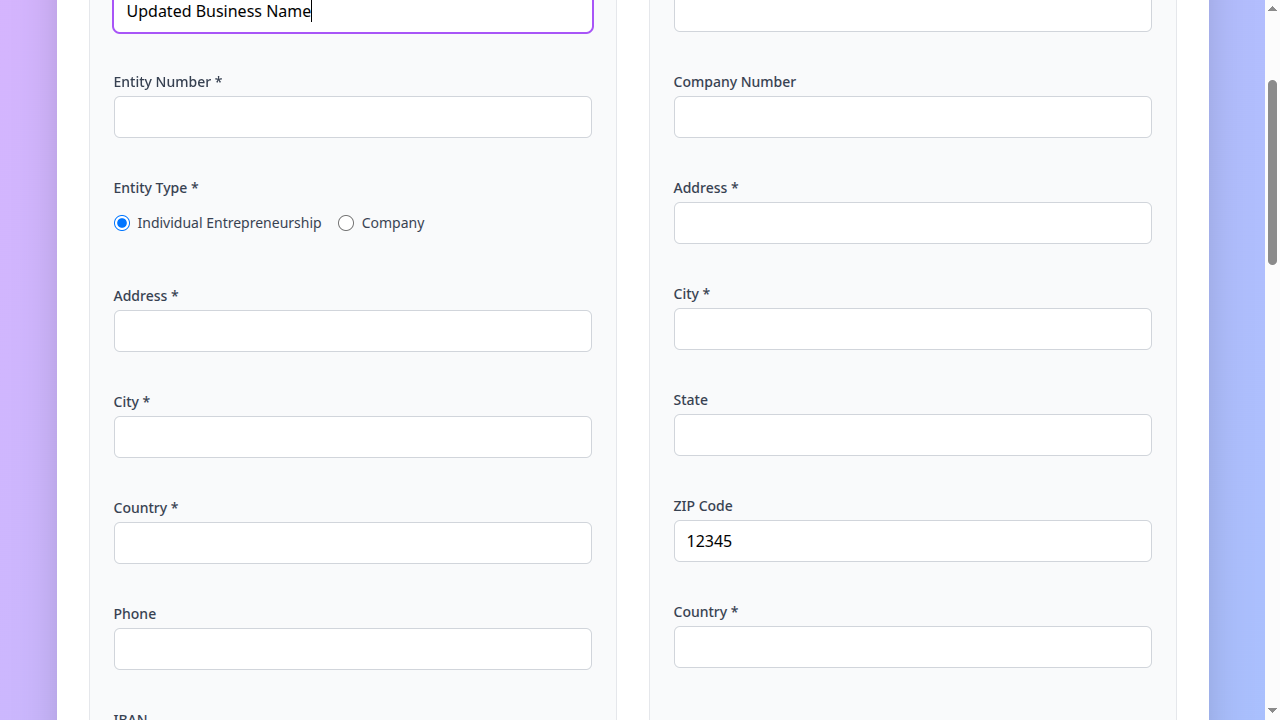 Updated Business Name
Entity Number *
Entity Type *
Individual Entrepreneurship
Company
Address *
City *
Country *
Phone
IBAN
Company Number
Address *
City *
State
ZIP Code
12345
Country *